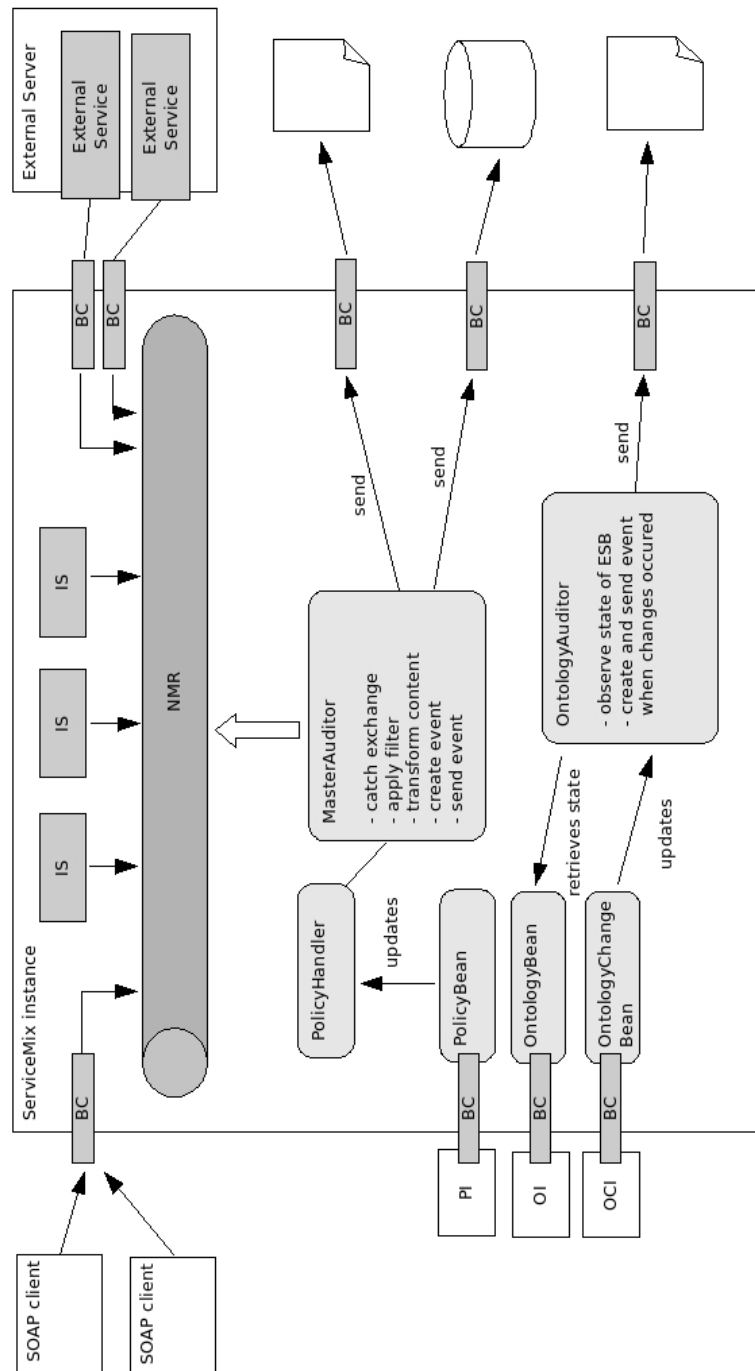 External Server
External
Service
External
Service
ServiceMix instance
SOAP client
SOAP client
BC
BC
BC
IS
IS
IS
NMR
PolicyHandler
updates
PolicyBean
BC
PI
MasterAuditor
- catch exchange
- apply filter
- transform content
- create event
- send event
send
send
BC
BC
OntologyBean
BC
OI
retrieves state
OntologyChange
Bean
BC
OCI
updates
OntologyAuditor
- observe state of ESB
- create and send event
when changes occured
send
BC